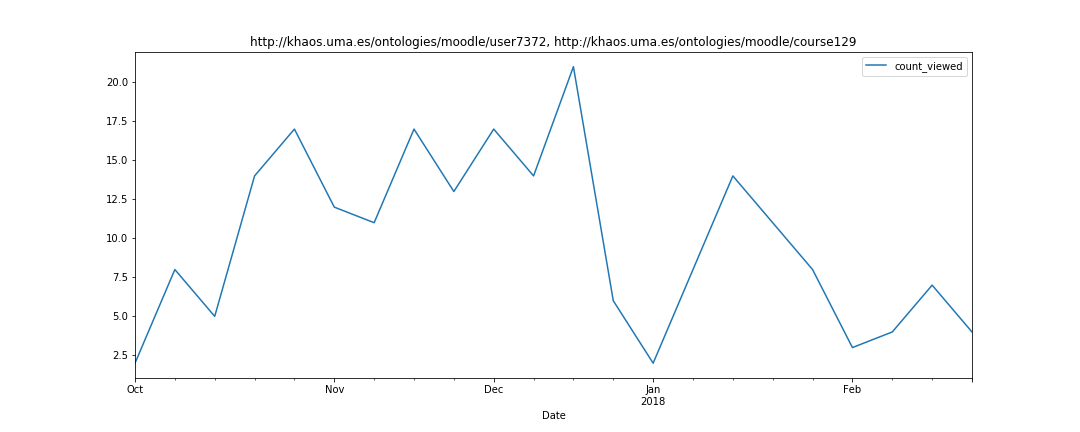 http://khaos.uma.es/ontologies/moodle/user7372, http://khaos.uma.es/ontologies/moodle/course129
count_viewed
20.0
17.5
15.0
12.5
10.0
7.5
5.0
2.5
Oct Nov Dec Jan Feb
2018
Date